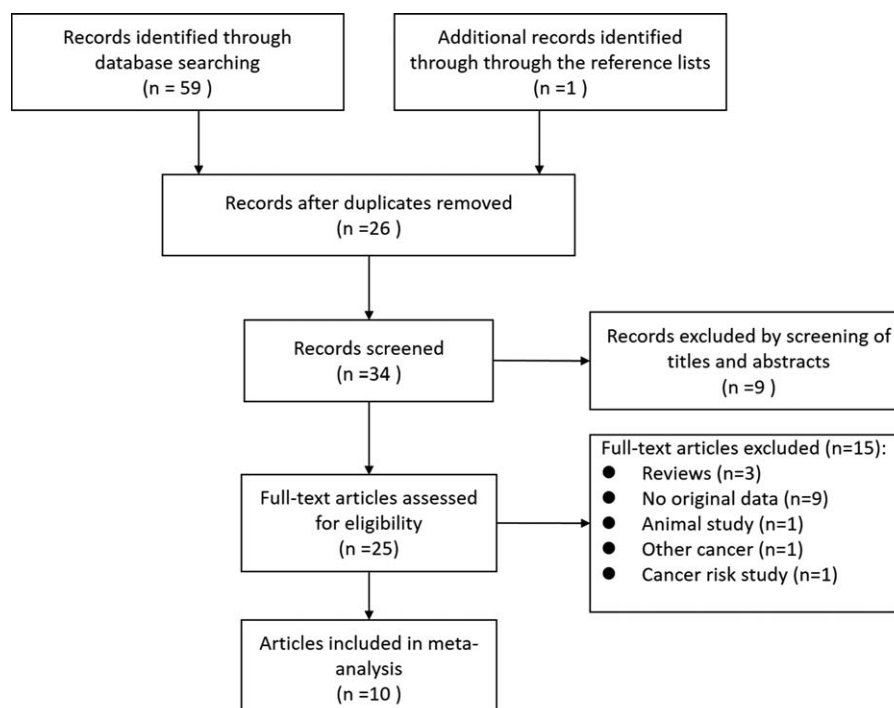 Records identified through
database searching
(n = 59 )
Additional records identified
through through the reference lists
(n =1 )
Records after duplicates removed
(n =26 )
Records screened
(n =34 )
Records excluded by screening of
titles and abstracts
(n =9 )
Full-text articles assessed
for eligibility
(n =25)
Full-text articles excluded (n=15):
● Reviews (n=3)
● No original data (n=9)
● Animal study (n=1)
● Other cancer (n=1)
● Cancer risk study (n=1)
Articles included in meta-
analysis
(n =10 )